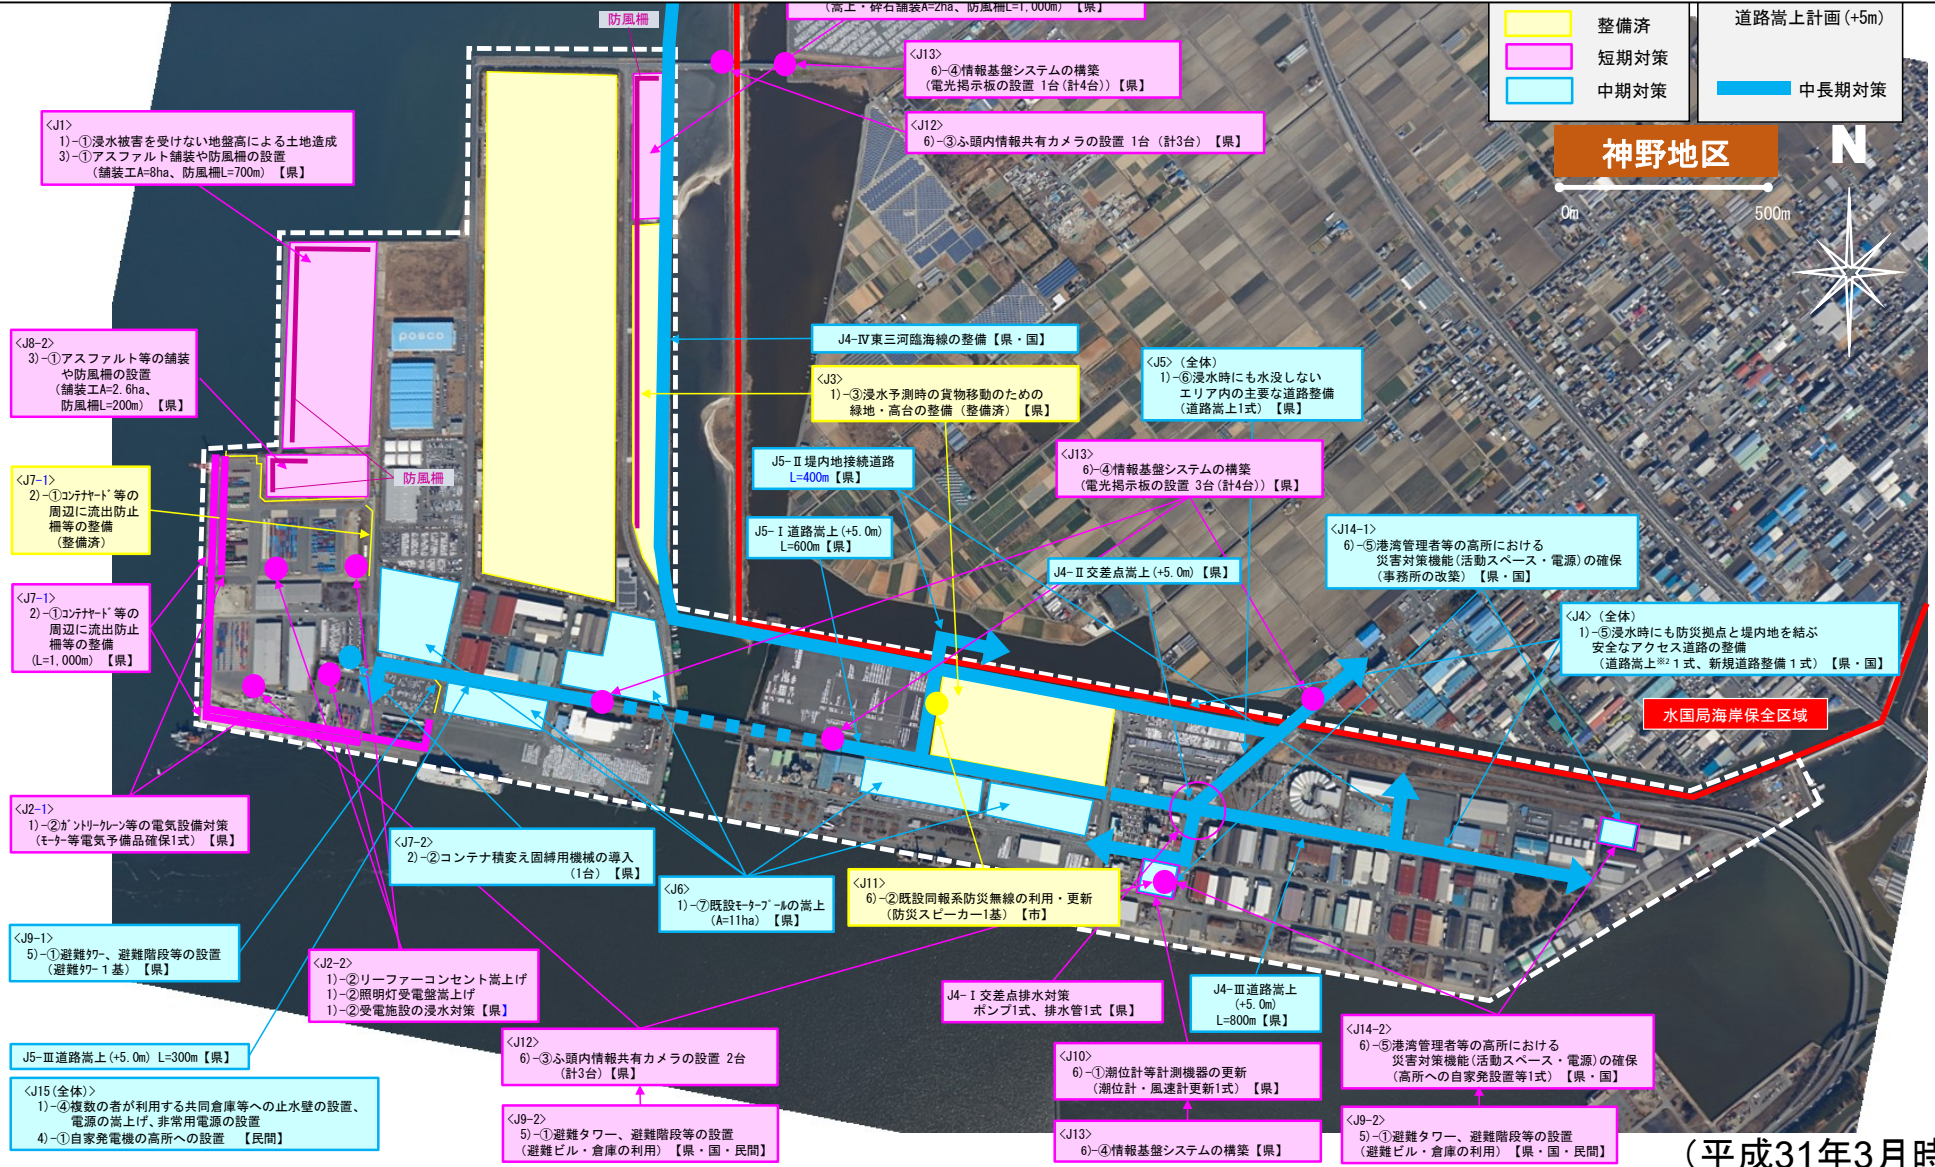 (嵩上・砕石舗装A=2ha、防風柵L=1,000m)【県】
防風柵
整備済
短期対策
中期対策
道路嵩上計画(+5m)
中長期対策
神野地区
N
0m
500m
<J13>
6)-④情報基盤システムの構築
(電光掲示板の設置 1台(計4台))【県】
<J12>
6)-③ふ頭内情報共有カメラの設置 1台 (計3台) 【県】
<J1>
1)-①浸水被害を受けない地盤高による土地造成
3)-①アスファルト舗装や防風柵の設置
(舗装工A=8ha、防風柵L=700m) 【県】
posco
<J8-2>
3)-①アスファルト等の舗装
や防風柵の設置
(舗装工A=2.6ha、
防風柵L=200m) 【県】
J4-Ⅳ東三河臨海線の整備【県・国】
<J3>
1)-③浸水予測時の貨物移動のための
緑地・高台の整備 (整備済) 【県】
<J5> (全体)
1)-⑥浸水時にも水没しない
エリア内の主要な道路整備
(道路嵩上1式) 【県】
<J7-1>
2)-①ｺﾝﾃﾅﾔｰﾄﾞ等の
周辺に流出防止
柵等の整備
(整備済)
防風柵
J5-Ⅱ堤内地接続道路
L=400m【県】
<J13>
6)-④情報基盤システムの構築
(電光掲示板の設置 3台(計4台))【県】
J5-Ⅰ道路嵩上(+5.0m)
L=600m【県】
J4-Ⅱ交差点嵩上(+5.0m)【県】
<J14-1>
6)-⑤港湾管理者等の高所における
災害対策機能(活動スペース・電源)の確保
(事務所の改築) 【県・国】
<J7-1>
2)-①ｺﾝﾃﾅﾔｰﾄﾞ等の
周辺に流出防止
柵等の整備
(L=1,000m) 【県】
<J4> (全体)
1)-⑤浸水時にも防災拠点と堤内地を結ぶ
安全なアクセス道路の整備
(道路嵩上※2 1式、新規道路整備1式) 【県・国】
水国局海岸保全区域
<J2-1>
1)-②ｶﾞﾝﾄﾘｰｸﾚｰﾝ等の電気設備対策
(ﾓｰﾀｰ等電気予備品確保1式) 【県】
<J7-2>
2)-②コンテナ積変え固縛用機械の導入
(1台) 【県】
<J6>
1)-⑦既設ﾓｰﾀｰﾌﾟｰﾙの嵩上
(A=11ha) 【県】
<J11>
6)-②既設同報系防災無線の利用・更新
(防災スピーカー1基) 【市】
<J9-1>
5)-①避難ﾀﾜｰ、避難階段等の設置
(避難ﾀﾜｰ1基) 【県】
<J2-2>
1)-②リーファーコンセント嵩上げ
1)-②照明灯受電盤嵩上げ
1)-②受電施設の浸水対策【県】
J4-Ⅰ交差点排水対策
ポンプ1式、排水管1式【県】
J4-Ⅲ道路嵩上
(+5.0m)
L=800m【県】
J5-Ⅲ道路嵩上(+5.0m) L=300m【県】
<J12>
6)-③ふ頭内情報共有カメラの設置 2台
(計3台)【県】
<J10>
6)-①潮位計等計測機器の更新
(潮位計・風速計更新1式) 【県】
<J14-2>
6)-⑤港湾管理者等の高所における
災害対策機能(活動スペース・電源)の確保
(高所への自家発設置等1式) 【県・国】
<J15(全体)>
1)-④複数の者が利用する共同倉庫等への止水壁の設置、
電源の嵩上げ、非常用電源の設置
4)-①自家発電機の高所への設置 【民間】
<J9-2>
5)-①避難タワー、避難階段等の設置
(避難ビル・倉庫の利用) 【県・国・民間】
<J13>
6)-④情報基盤システムの構築【県】
<J9-2>
5)-①避難タワー、避難階段等の設置
(避難ビル・倉庫の利用) 【県・国・民間】
(平成31年3月時